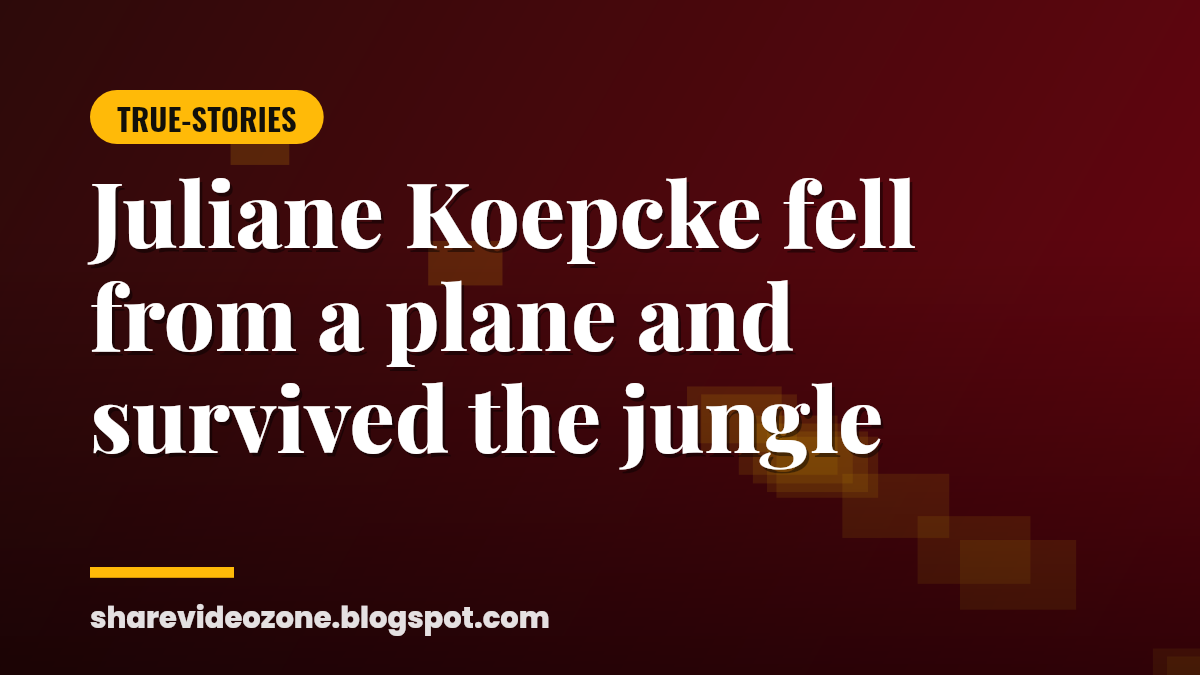 TRUE-STORIES
Juliane Koepcke fell
from a plane and
survived the jungle
sharevideozone.blogspot.com